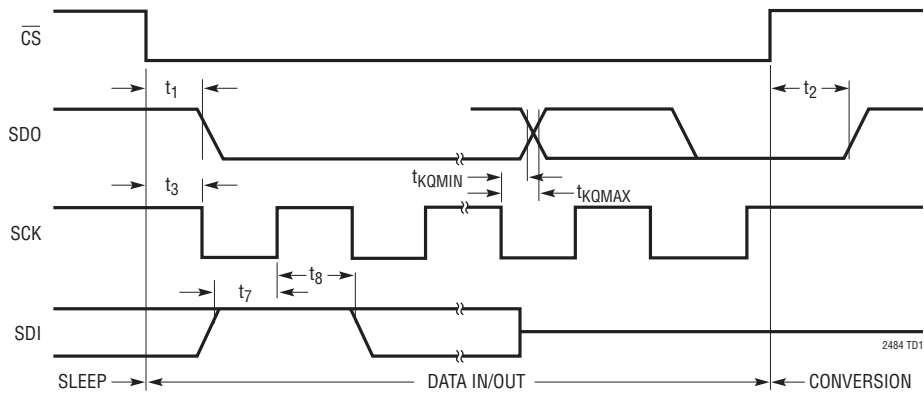 CS
t1
t2
SDO
tKQMIN
tKQMAX
t3
SCK
t8
t7
SDI
2484 TD1
SLEEP DATA IN/OUT CONVERSION